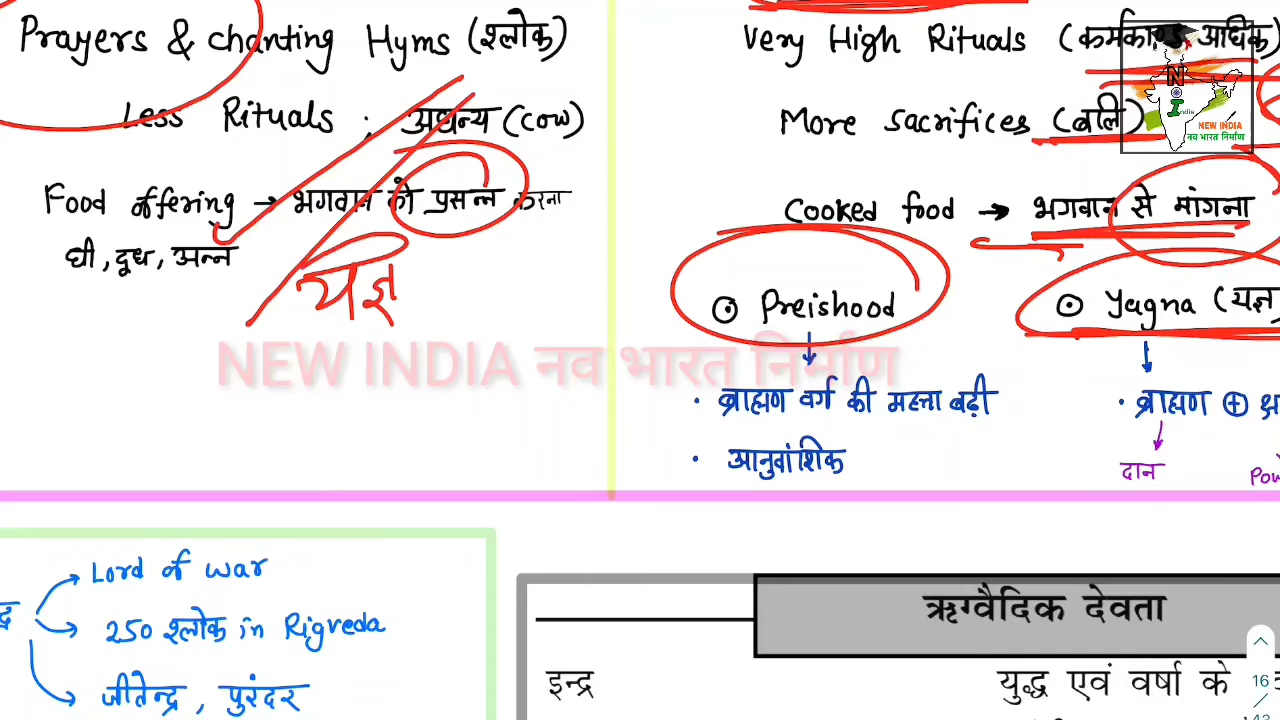 Prayers & chanting Hyms (श्लोक)
Less Rituals ; अघन्य (cow)
Food offering → भगवान को प्रसन्न करना
घी, दूध, अन्न
यज्ञ
Very High Rituals (कर्मकाण्ड अधिक)
More sacrifices (बलि)
Cooked food → भगवान से मांगना
⊙ Preishood
⊙ Yagna (यज्ञ)
· ब्राह्मण वर्ग की महत्ता बढ़ी
· आनुवांशिक
· ब्राह्मण ⊕
दान
N
India
NEW INDIA
नव भारत निर्माण
NEW INDIA नव भारत निर्माण
Lord of war
250 श्लोक in Rigveda
जीतेन्द्र, पुरंदर
ऋग्वैदिक देवता
इन्द्र युद्ध एवं वर्षा के
16